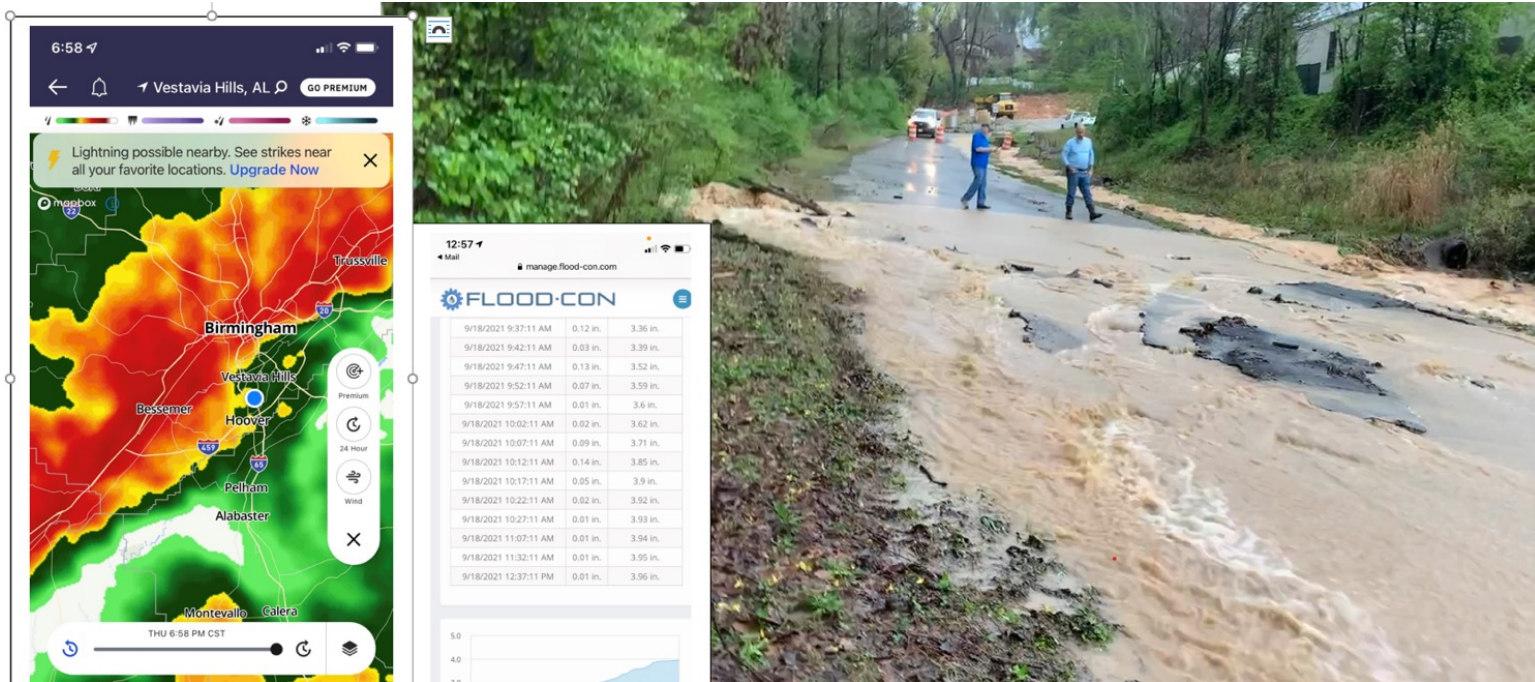 6:58
Vestavia Hills, AL
GO PREMIUM
Lightning possible nearby. See strikes near
all your favorite locations. Upgrade Now
mapbox
22
Trussville
20
Birmingham
Vestavia Hills
Premium
Bessemer
Hoover
24 Hour
459
65
Pelham
Wind
Alabaster
Montevallo
Calera
THU 6:58 PM CST
12:57
Mail
manage.flood-con.com
FLOOD·CON
9/18/2021 9:37:11 AM 0.12 in. 3.36 in.
9/18/2021 9:42:11 AM 0.03 in. 3.39 in.
9/18/2021 9:47:11 AM 0.13 in. 3.52 in.
9/18/2021 9:52:11 AM 0.07 in. 3.59 in.
9/18/2021 9:57:11 AM 0.01 in. 3.6 in.
9/18/2021 10:02:11 AM 0.02 in. 3.62 in.
9/18/2021 10:07:11 AM 0.09 in. 3.71 in.
9/18/2021 10:12:11 AM 0.14 in. 3.85 in.
9/18/2021 10:17:11 AM 0.05 in. 3.9 in.
9/18/2021 10:22:11 AM 0.02 in. 3.92 in.
9/18/2021 10:27:11 AM 0.01 in. 3.93 in.
9/18/2021 11:07:11 AM 0.01 in. 3.94 in.
9/18/2021 11:32:11 AM 0.01 in. 3.95 in.
9/18/2021 12:37:11 PM 0.01 in. 3.96 in.
5.0
4.0